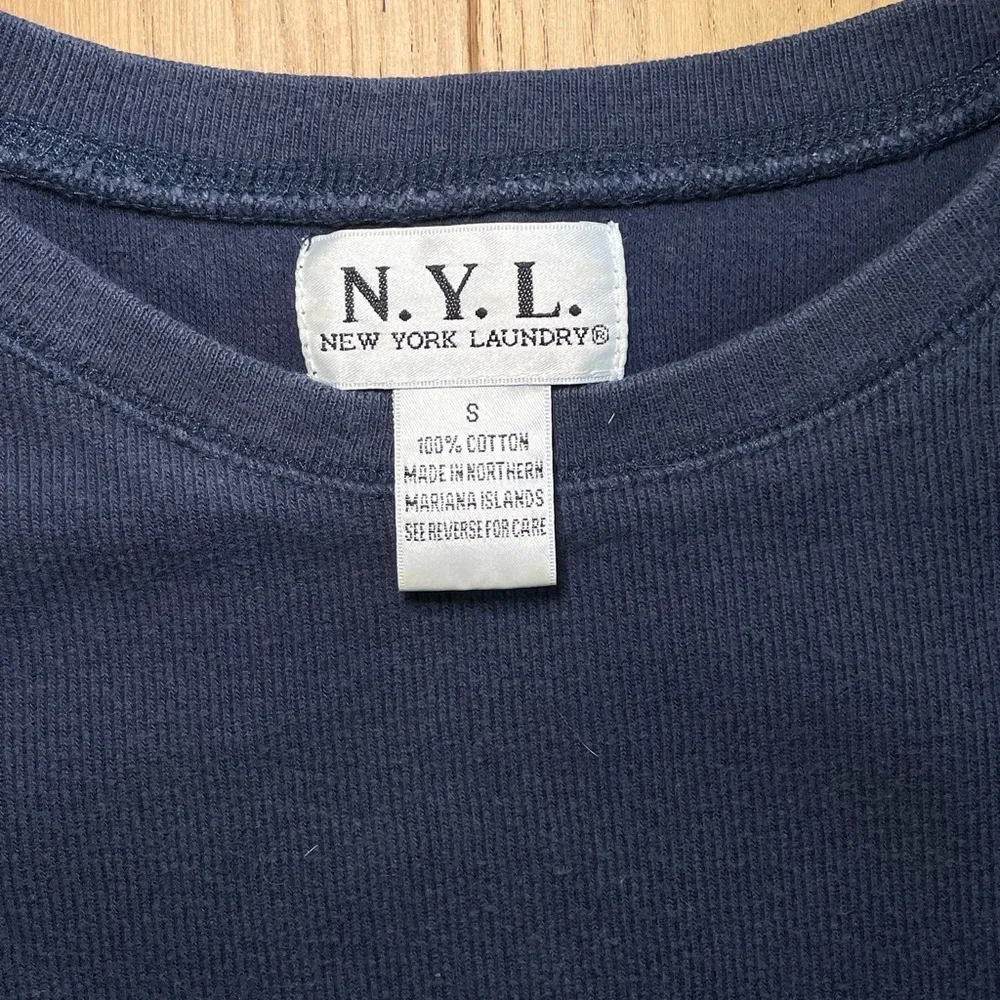 N.Y.L.
NEW YORK LAUNDRY®
S
100% COTTON
MADE IN NORTHERN
MARIANA ISLANDS
SEE REVERSE FOR CARE